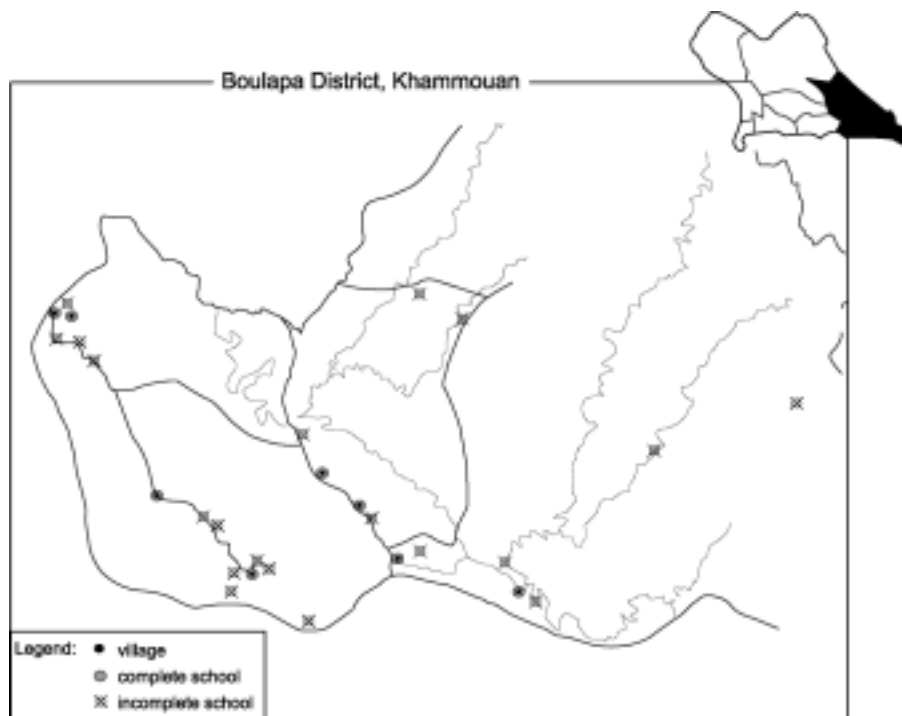 Boulapa District, Khammouan
Legend: village
complete school
incomplete school